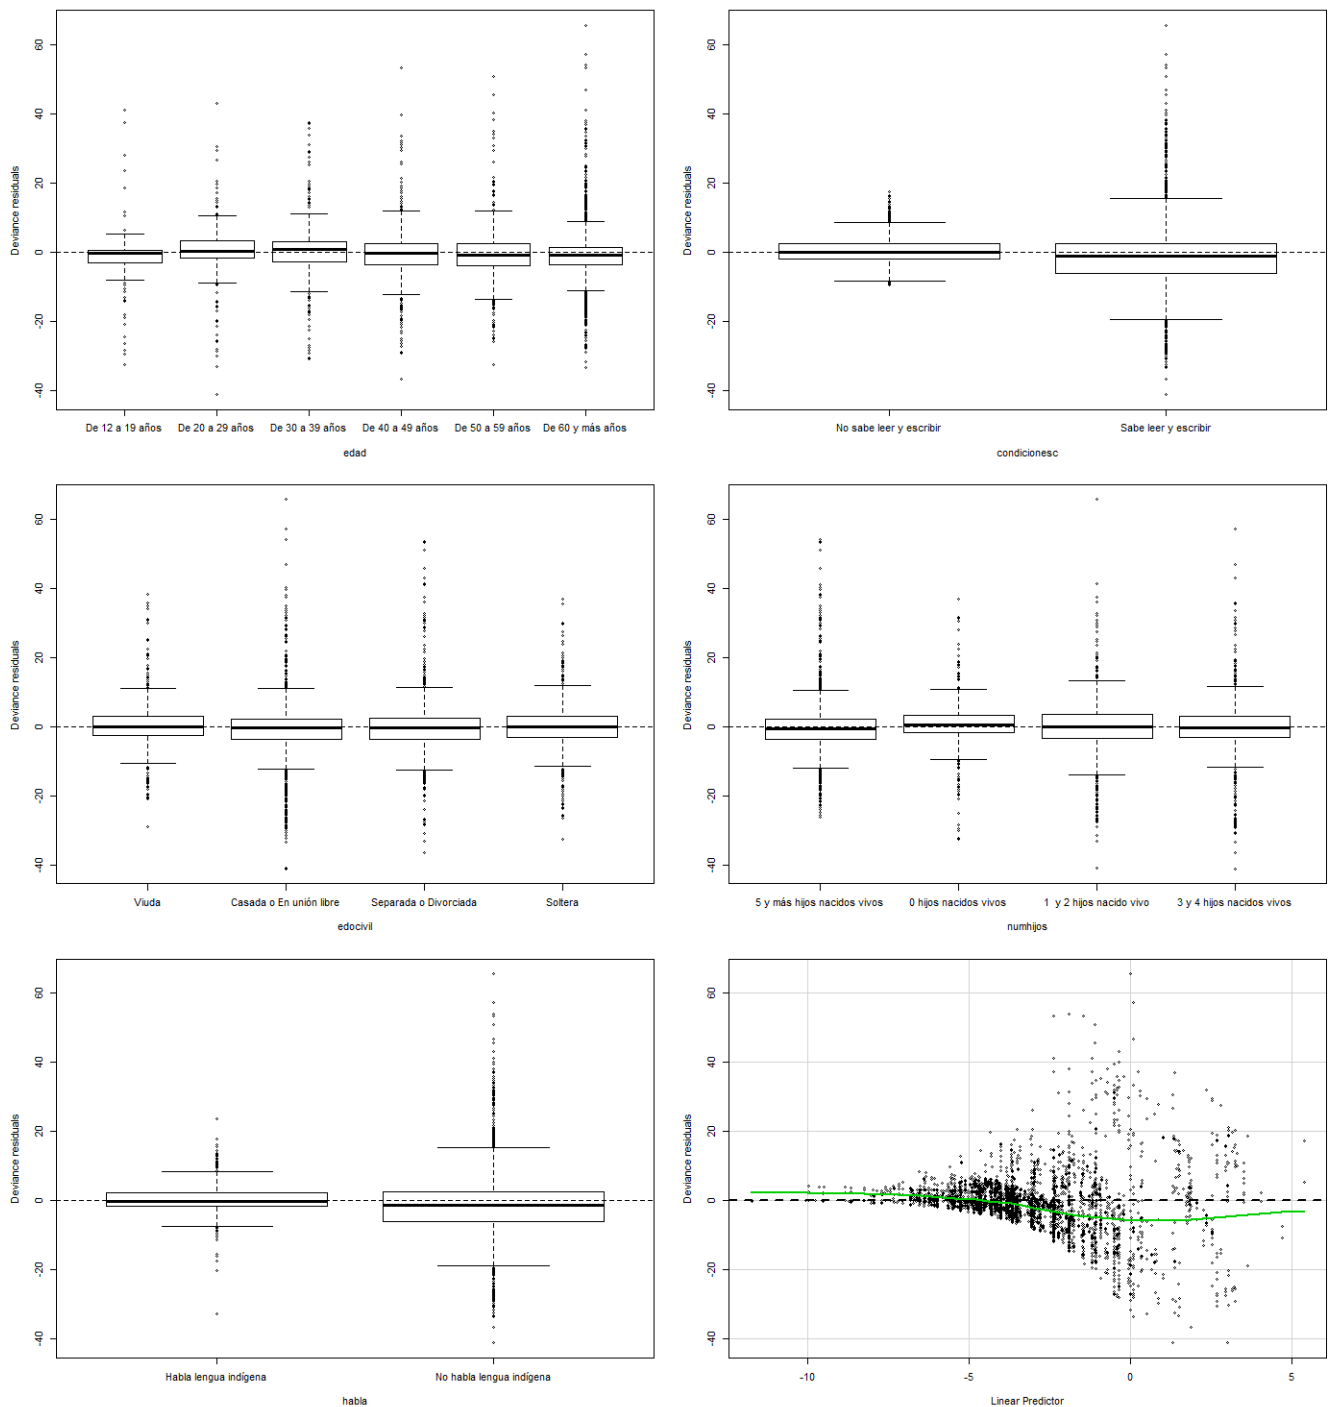 Deviance residuals
60
40
20
0
-20
-40
De 12 a 19 años De 20 a 29 años De 30 a 39 años De 40 a 49 años De 50 a 59 años De 60 y más años
edad
Deviance residuals
60
40
20
0
-20
-40
No sabe leer y escribir Sabe leer y escribir
condicionesc
Deviance residuals
60
40
20
0
-20
-40
Viuda Casada o En unión libre Separada o Divorciada Soltera
edocivil
Deviance residuals
60
40
20
0
-20
-40
5 y más hijos nacidos vivos 0 hijos nacidos vivos 1 y 2 hijos nacido vivo 3 y 4 hijos nacidos vivos
numhijos
Deviance residuals
60
40
20
0
-20
-40
Habla lengua indígena No habla lengua indígena
habla
Deviance residuals
60
40
20
0
-20
-40
-10 -5 0 5
Linear Predictor